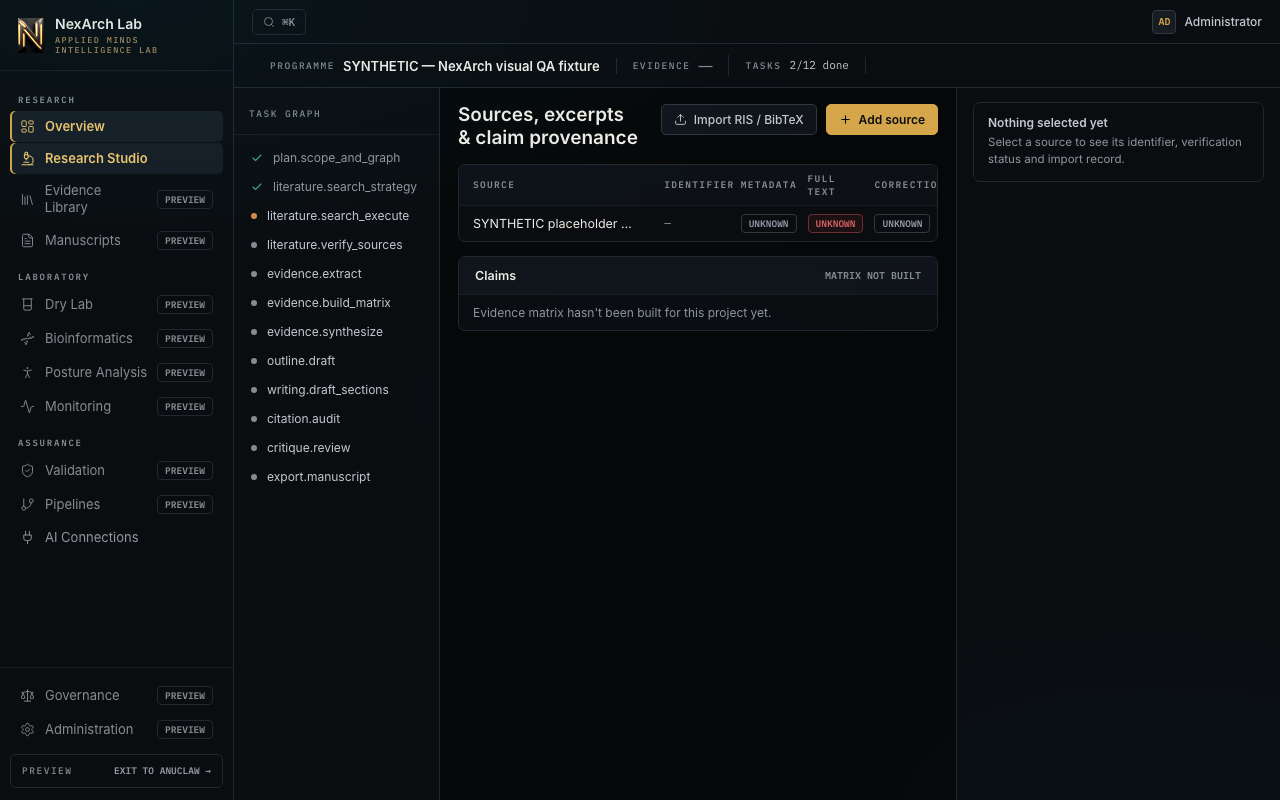 NexArch Lab
APPLIED MINDS
INTELLIGENCE LAB
RESEARCH
Overview
Research Studio
Evidence
Library
PREVIEW
Manuscripts
PREVIEW
LABORATORY
Dry Lab
PREVIEW
Bioinformatics
PREVIEW
Posture Analysis
PREVIEW
Monitoring
PREVIEW
ASSURANCE
Validation
PREVIEW
Pipelines
PREVIEW
AI Connections
Governance
PREVIEW
Administration
PREVIEW
PREVIEW
EXIT TO ANUCLAW →
⌘K
AD
Administrator
PROGRAMME SYNTHETIC — NexArch visual QA fixture
EVIDENCE —
TASKS 2/12 done
TASK GRAPH
plan.scope_and_graph
literature.search_strategy
literature.search_execute
literature.verify_sources
evidence.extract
evidence.build_matrix
evidence.synthesize
outline.draft
writing.draft_sections
citation.audit
critique.review
export.manuscript
Sources, excerpts
& claim provenance
Import RIS / BibTeX
Add source
SOURCE IDENTIFIER METADATA FULL TEXT CORRECTIO
SYNTHETIC placeholder ... — UNKNOWN UNKNOWN UNKNOWN
Claims
MATRIX NOT BUILT
Evidence matrix hasn't been built for this project yet.
Nothing selected yet
Select a source to see its identifier, verification
status and import record.